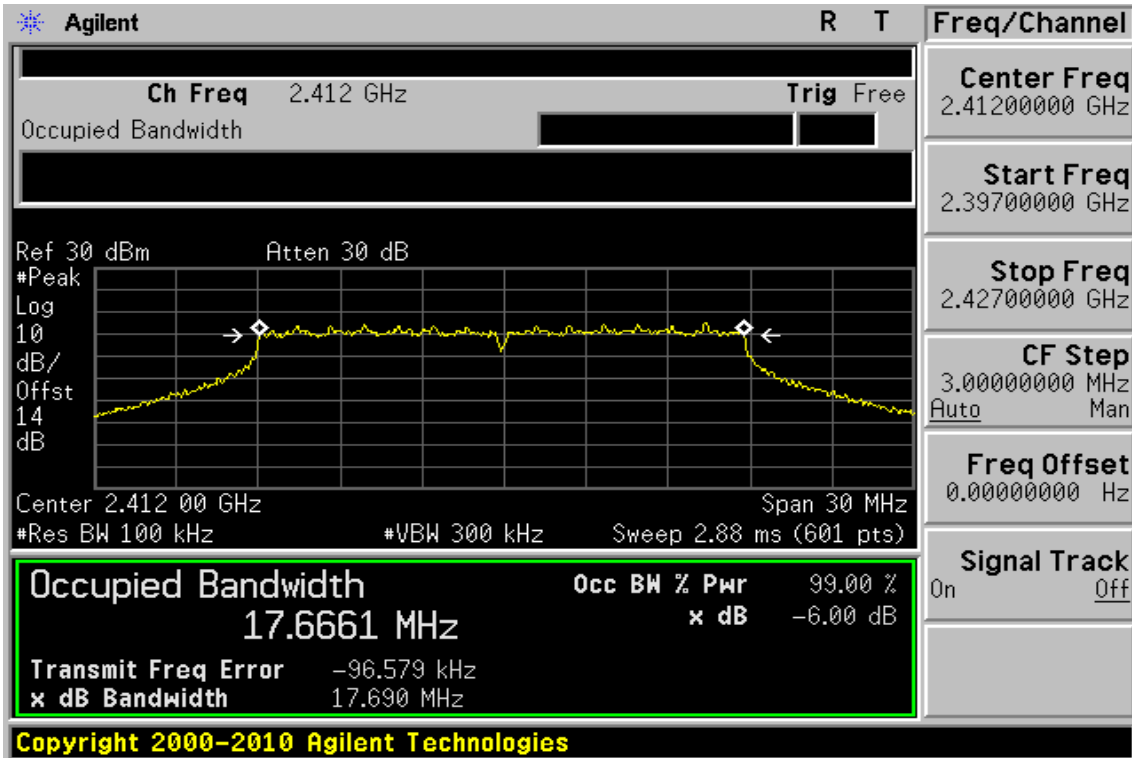 Agilent R T
Ch Freq 2.412 GHz Trig Free
Occupied Bandwidth
Ref 30 dBm Atten 30 dB
#Peak
Log
10
dB/
Offst
14
dB
Center 2.412 00 GHz Span 30 MHz
#Res BW 100 kHz #VBW 300 kHz Sweep 2.88 ms (601 pts)
Occupied Bandwidth
17.6661 MHz
Occ BW % Pwr 99.00 %
x dB -6.00 dB
Transmit Freq Error -96.579 kHz
x dB Bandwidth 17.690 MHz
Copyright 2000-2010 Agilent Technologies
Freq/Channel
Center Freq
2.41200000 GHz
Start Freq
2.39700000 GHz
Stop Freq
2.42700000 GHz
CF Step
3.00000000 MHz
Auto Man
Freq Offset
0.00000000 Hz
Signal Track
On Off